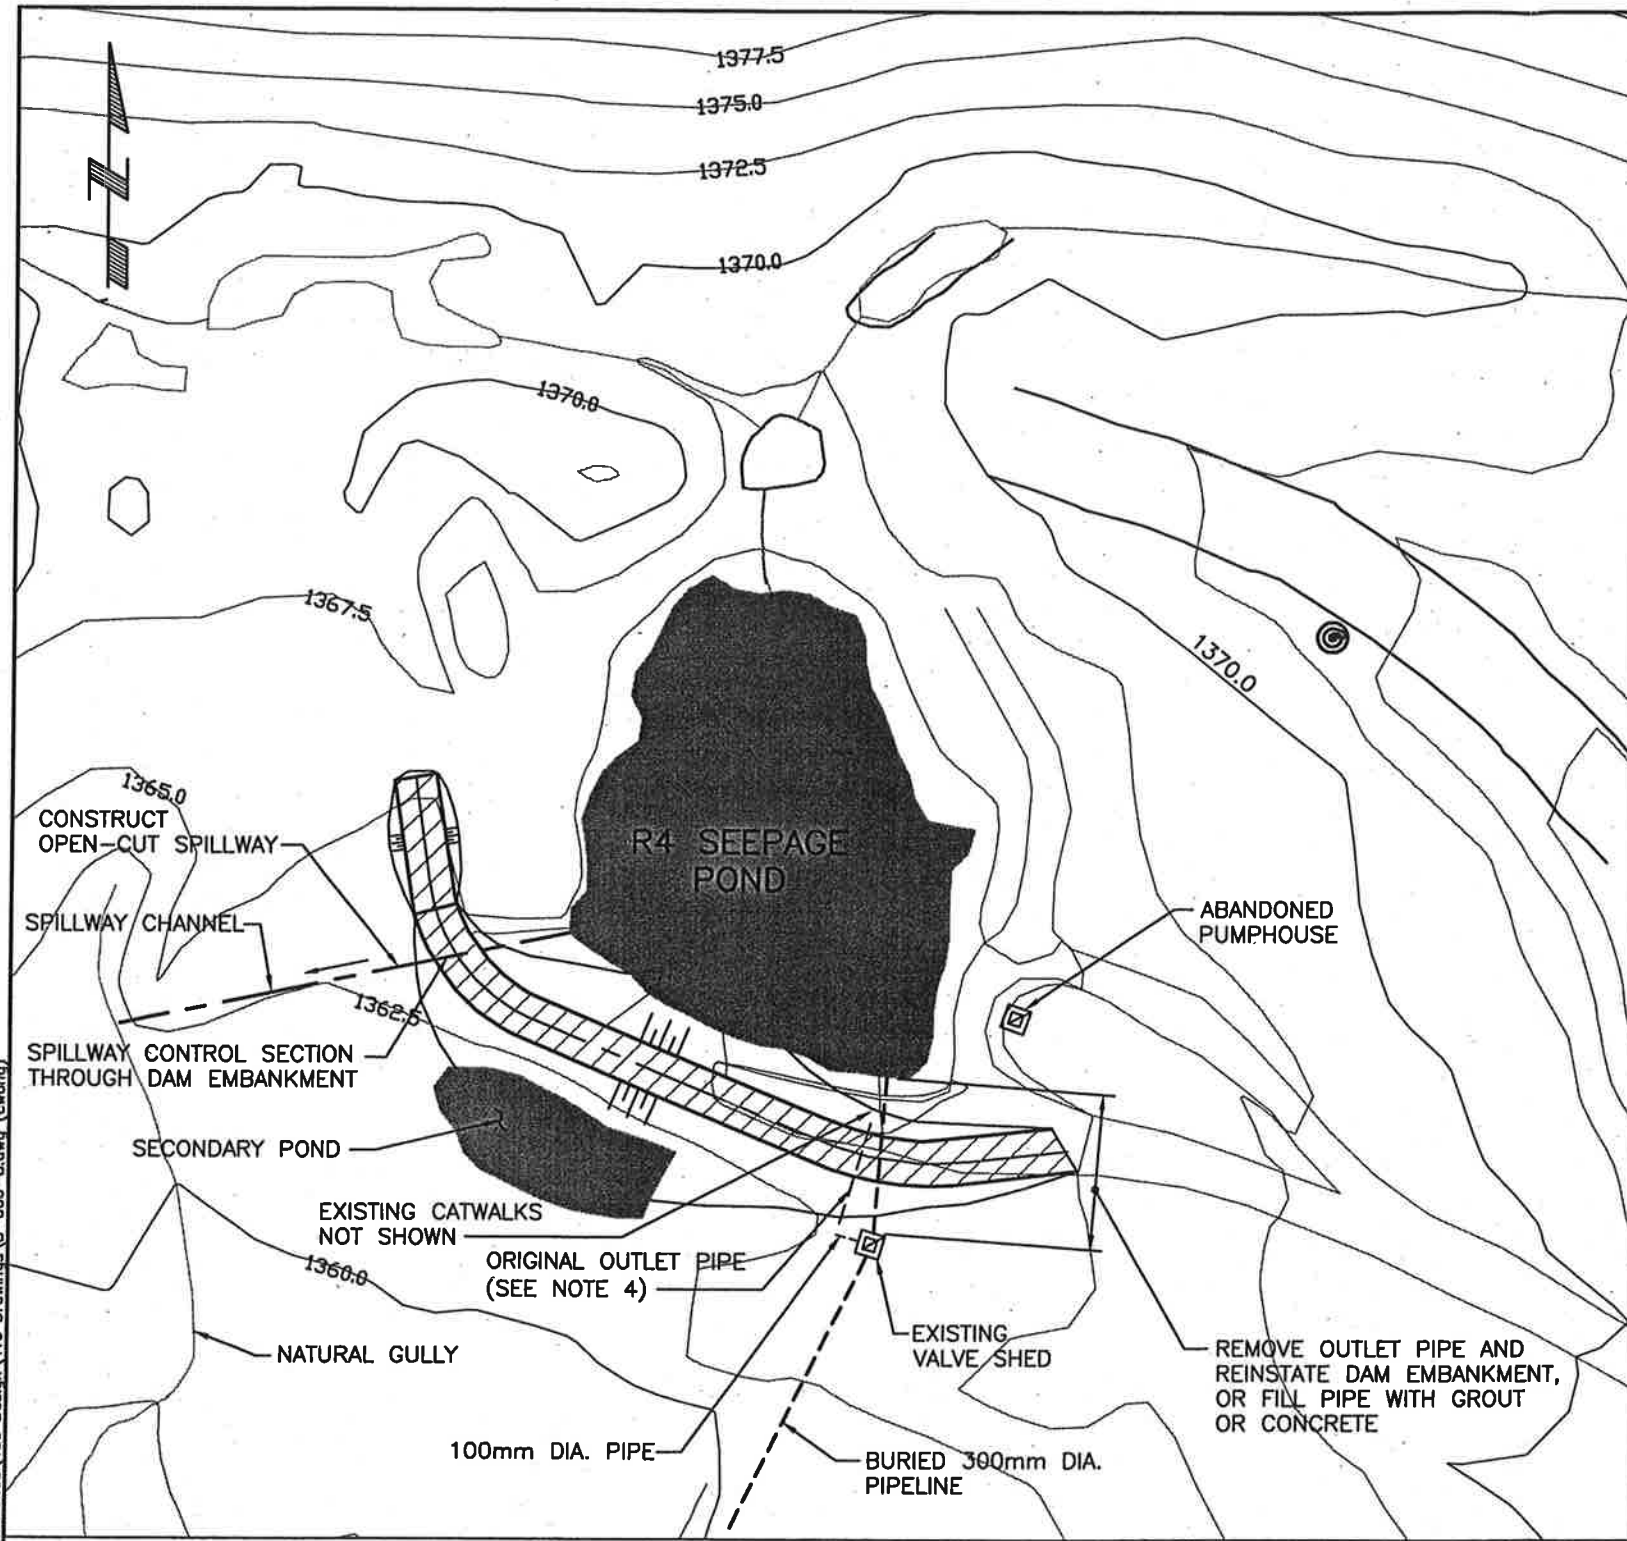 1377.5
1375.0
1372.5
1370.0
1370.0
1367.5
1370.0
1365.0
CONSTRUCT
OPEN-CUT SPILLWAY
R4 SEEPAGE
POND
SPILLWAY CHANNEL
ABANDONED
PUMPHOUSE
1362.5
SPILLWAY CONTROL SECTION
THROUGH DAM EMBANKMENT
SECONDARY POND
EXISTING CATWALKS
NOT SHOWN
ORIGINAL OUTLET PIPE
(SEE NOTE 4)
1360.0
NATURAL GULLY
EXISTING
VALVE SHED
REMOVE OUTLET PIPE AND
REINSTATE DAM EMBANKMENT,
OR FILL PIPE WITH GROUT
OR CONCRETE
100mm DIA. PIPE
BURIED 300mm DIA.
PIPELINE